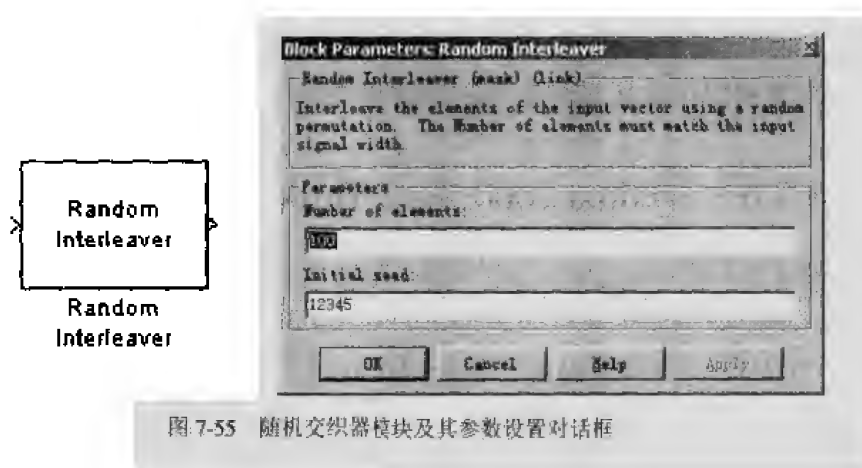 Random
Interleaver
Random
Interleaver
Block Parameters: Random Interleaver
Random Interleaver (mask) (link)
Interleave the elements of the input vector using a random
permutation. The Number of elements must match the input
signal width.
Parameters
Number of elements:
100
Initial seed:
12345
OK
Cancel
Help
Apply
图 7-55 随机交织器模块及其参数设置对话框